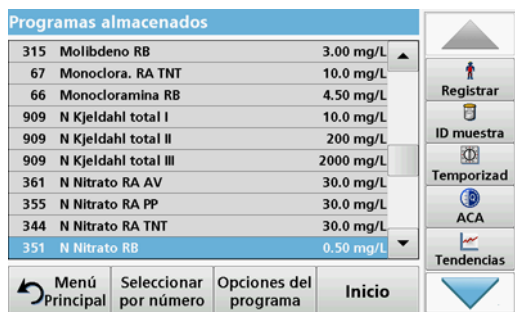 Programas almacenados
315 Molibdeno RB 3.00 mg/L
67 Monoclora. RA TNT 10.0 mg/L
66 Monocloramina RB 4.50 mg/L
909 N Kjeldahl total I 10.0 mg/L
909 N Kjeldahl total II 200 mg/L
909 N Kjeldahl total III 2000 mg/L
361 N Nitrato RA AV 30.0 mg/L
355 N Nitrato RA PP 30.0 mg/L
344 N Nitrato RA TNT 30.0 mg/L
351 N Nitrato RB 0.50 mg/L
Registrar
ID muestra
Temporizad
ACA
Tendencias
Menú
Principal
Seleccionar
por número
Opciones del
programa
Inicio